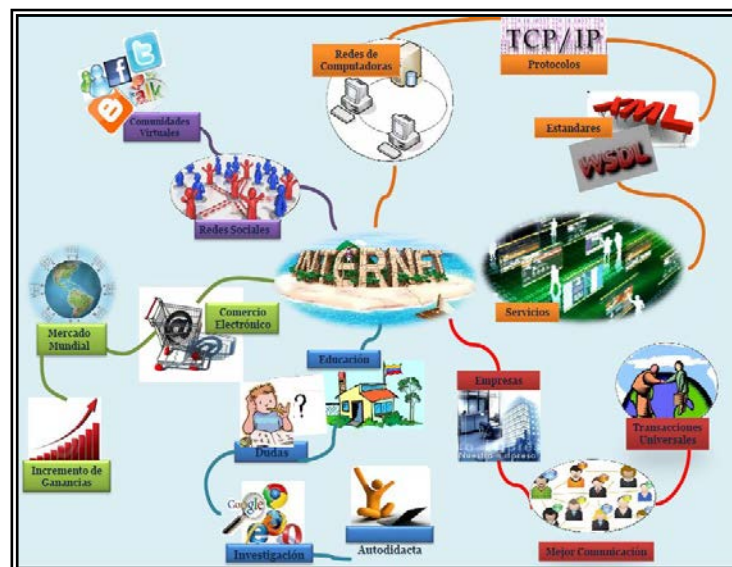 Redes de
Computadoras
TCP/IP
Protocolos
XML
Estandares
WSDL
Servicios
Comunidades
Virtuales
Redes Sociales
INTERNET
Mercado
Mundial
Comercio
Electrónico
@
@
Incremento de
Ganancias
Educación
?
Dudas
Google
Investigación
Autodidacta
Empresas
Mejor Comunicación
Transacciones
Universales